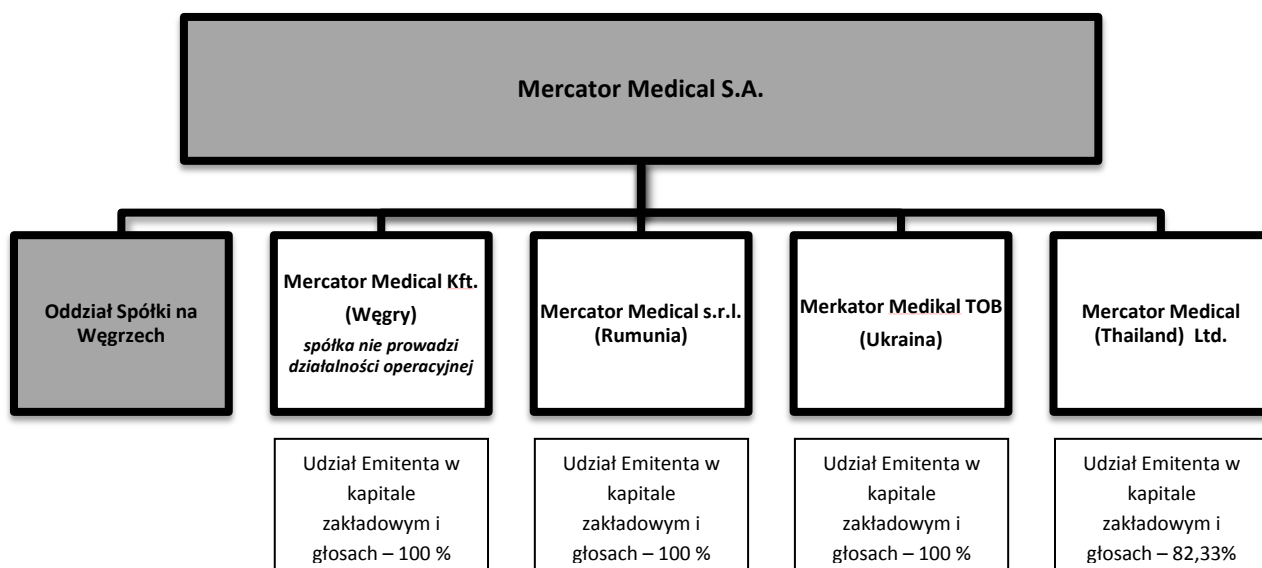 Mercator Medical S.A.
Oddział Spółki na
Węgrzech
Mercator Medical Kft.
(Węgry)
spółka nie prowadzi
działalności operacyjnej
Mercator Medical s.r.l.
(Rumunia)
Merkator Medikal TOB
(Ukraina)
Mercator Medical
(Thailand) Ltd.
Udział Emitenta w
kapitale
zakładowym i
głosach – 100 %
Udział Emitenta w
kapitale
zakładowym i
głosach – 100 %
Udział Emitenta w
kapitale
zakładowym i
głosach – 100 %
Udział Emitenta w
kapitale
zakładowym i
głosach – 82,33%